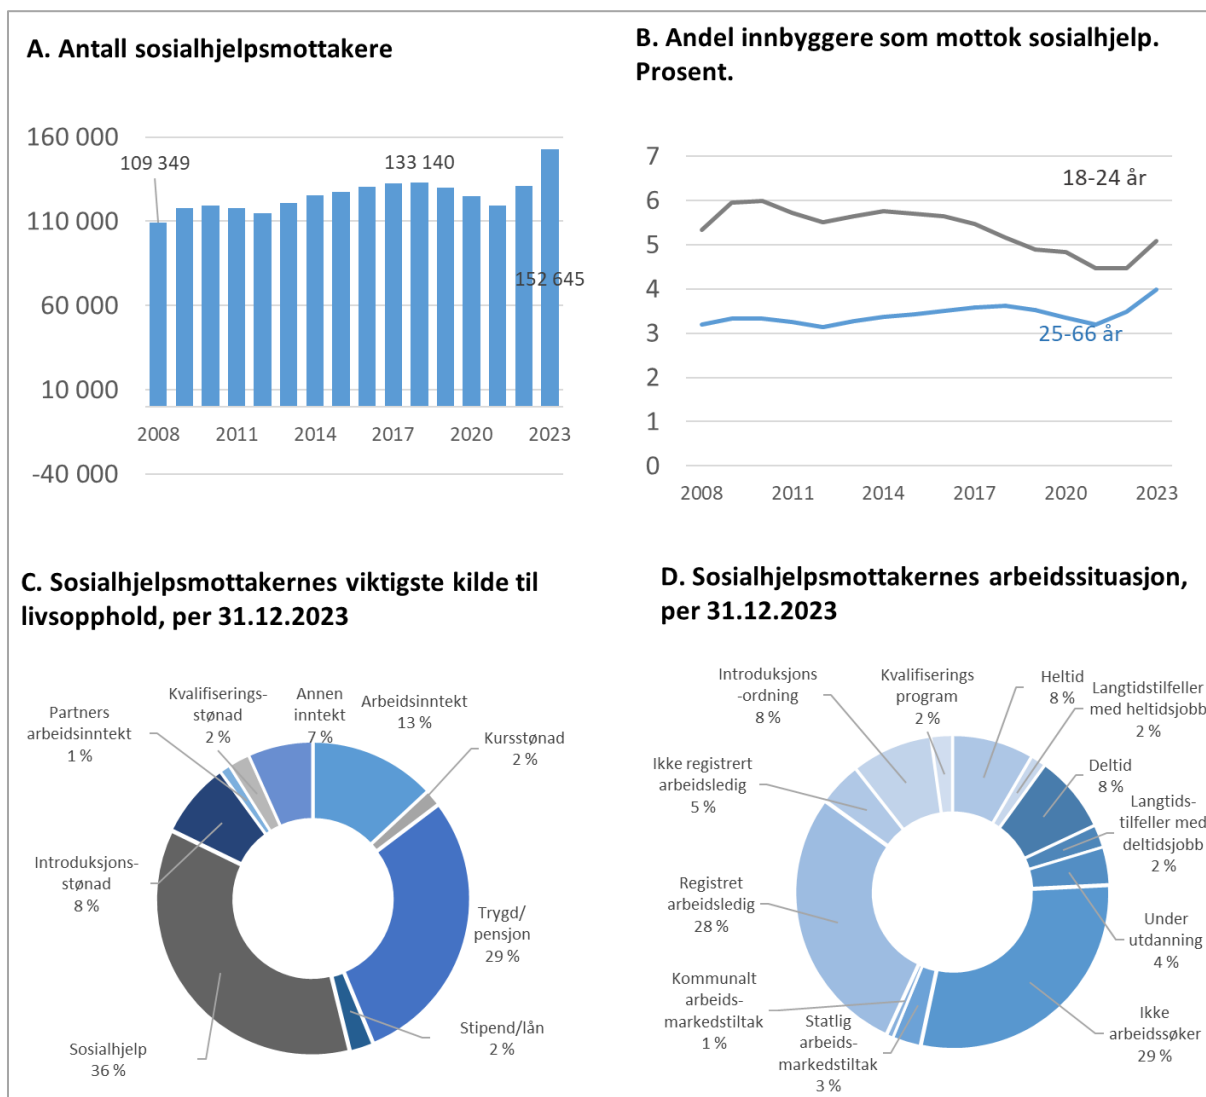 A. Antall sosialhjelpsmottakere
160 000
110 000
60 000
10 000
-40 000
109 349
133 140
152 645
2008
2011
2014
2017
2020
2023
B. Andel innbyggere som mottok sosialhjelp.
Prosent.
7
6
5
4
3
2
1
0
18-24 år
25-66 år
2008
2011
2014
2017
2020
2023
C. Sosialhjelpsmottakernes viktigste kilde til
livsopphold, per 31.12.2023
Arbeidsinntekt
13 %
Kursstønad
2 %
Trygd/
pensjon
29 %
Stipend/lån
2 %
Sosialhjelp
36 %
Introduksjons-
stønad
8 %
Partners
arbeidsinntekt
1 %
Kvalifiserings-
stønad
2 %
Annen
inntekt
7 %
D. Sosialhjelpsmottakernes arbeidssituasjon,
per 31.12.2023
Heltid
8 %
Langtidstilfeller
med heltidsjobb
2 %
Deltid
8 %
Langtids-
tilfeller med
deltidsjobb
2 %
Under
utdanning
4 %
Ikke
arbeidssøker
29 %
Statlig
arbeids-
markedstiltak
3 %
Kommunalt
arbeids-
markedstiltak
1 %
Registret
arbeidsledig
28 %
Ikke registrert
arbeidsledig
5 %
Introduksjons
-ordning
8 %
Kvalifiserings
program
2 %